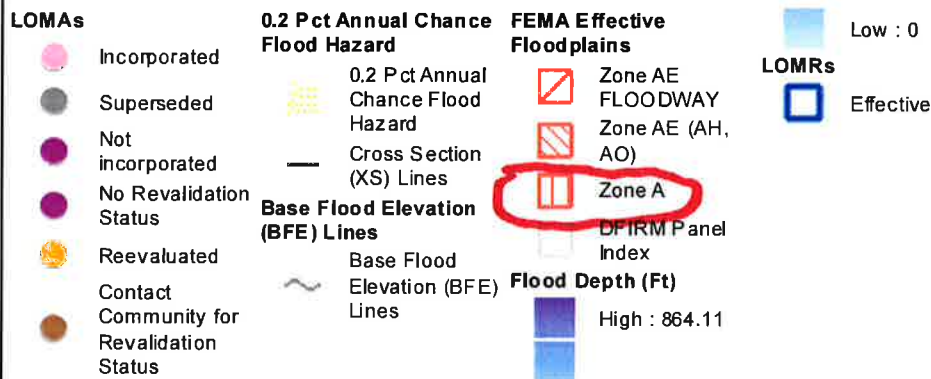 LOMAs
Incorporated
Superseded
Not
incorporated
No Revalidation
Status
Reevaluated
Contact
Community for
Revalidation
Status
0.2 Pct Annual Chance
Flood Hazard
0.2 Pct Annual
Chance Flood
Hazard
Cross Section
(XS) Lines
Base Flood Elevation
(BFE) Lines
Base Flood
Elevation (BFE)
Lines
FEMA Effective
Floodplains
Zone AE
FLOODWAY
Zone AE (AH,
AO)
Zone A
DFIRM Panel
Index
Flood Depth (Ft)
High : 864.11
Low : 0
LOMRs
Effective